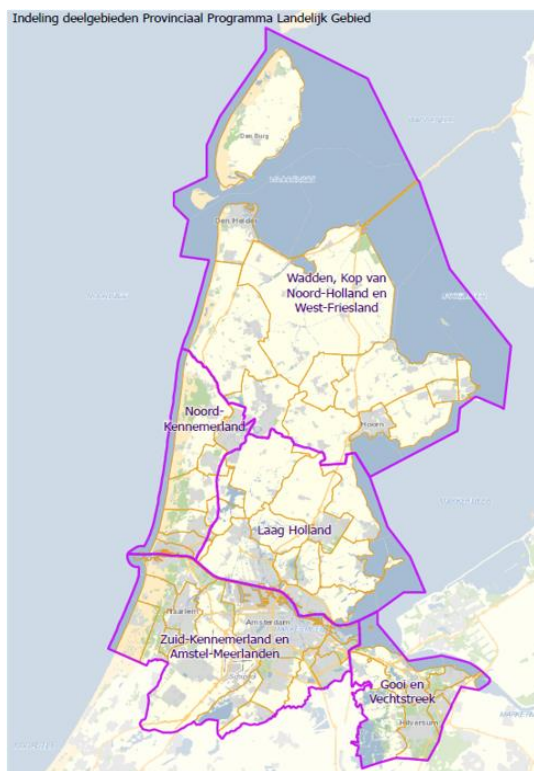 Indeling deelgebieden Provinciaal Programma Landelijk Gebied
Den Burg
Den Helder
Wadden, Kop van
Noord-Holland en
West-Friesland
Noord-
Kennemerland
Hoorn
Laag Holland
Haarlem
Amsterdam
Zuid-Kennemerland en
Amstel-Meerlanden
Schiphol
Gooi en
Vechtstreek
Hilversum